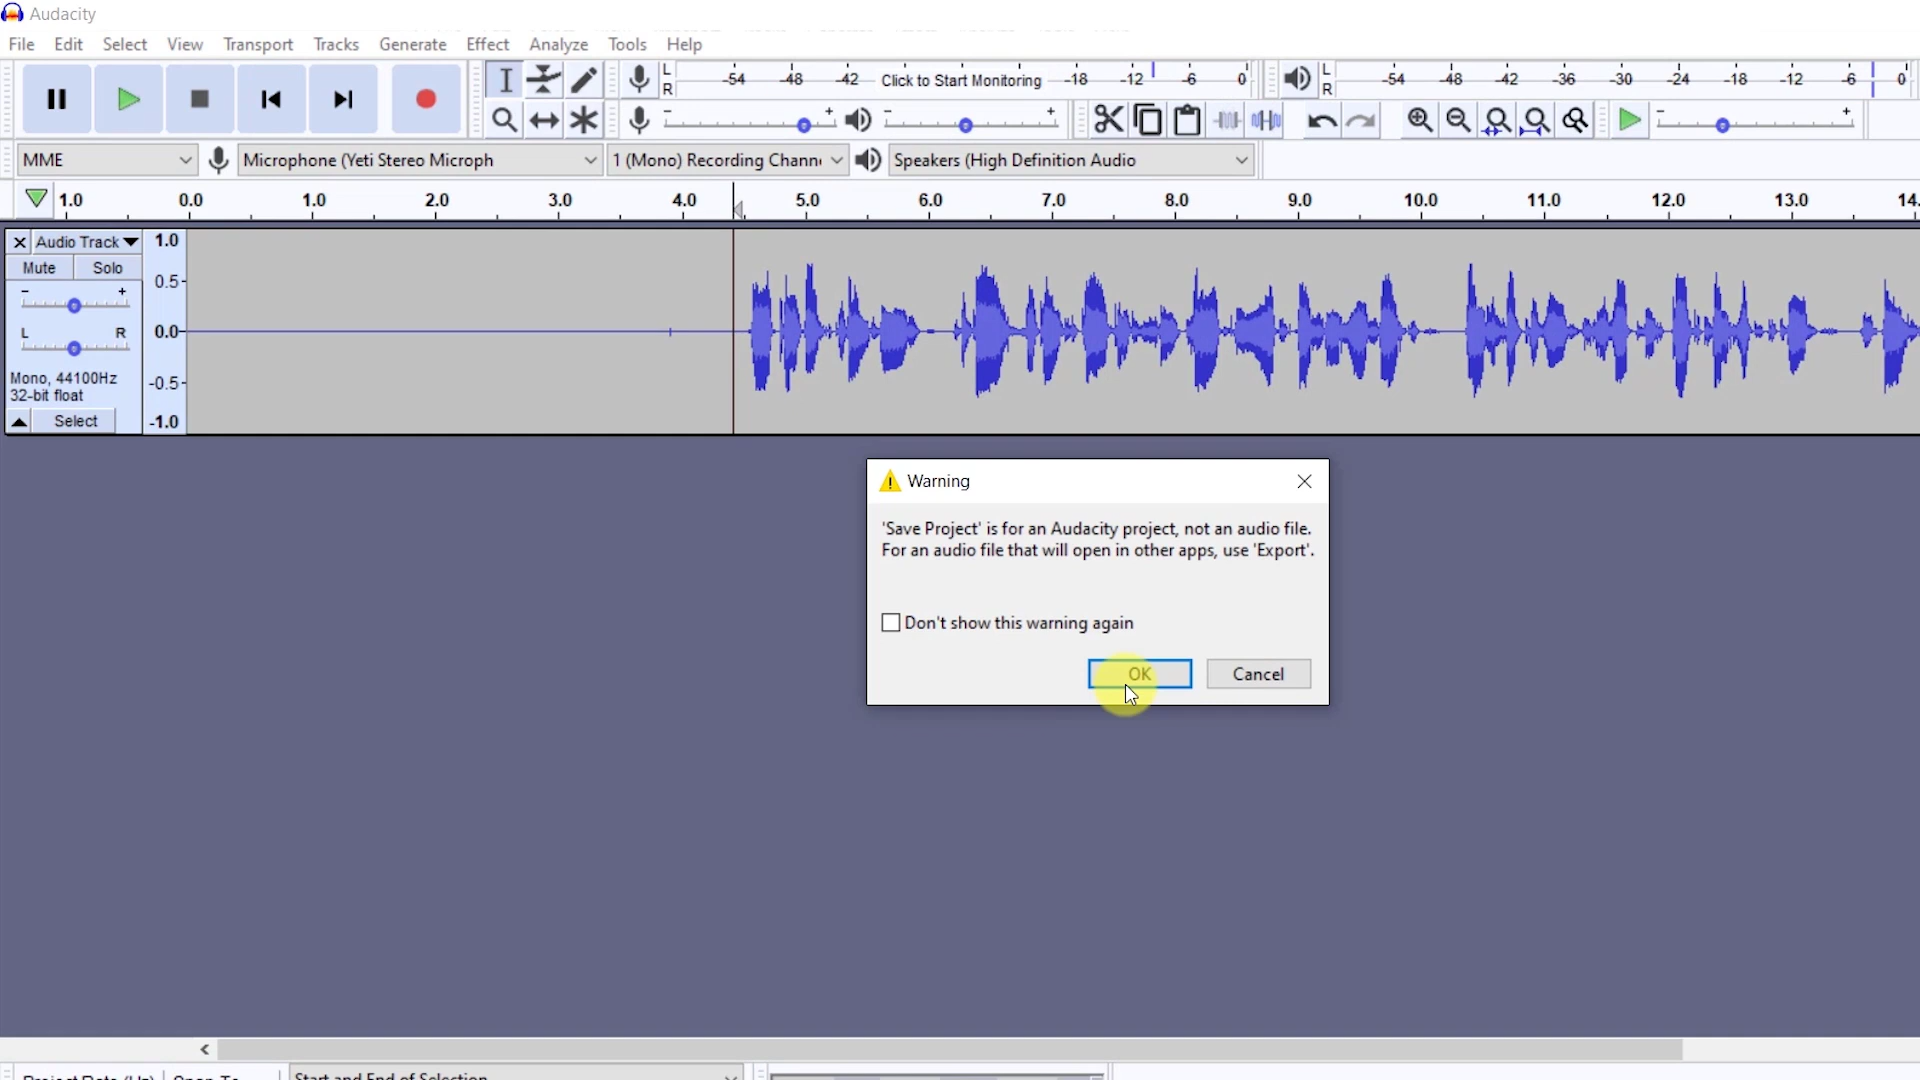 Audacity
File Edit Select View Transport Tracks Generate Effect Analyze Tools Help
L R -54 -48 -42 Click to Start Monitoring -18 -12 -6 0 L R -54 -48 -42 -36 -30 -24 -18 -12 -6 0
- + - + - +
MME Microphone (Yeti Stereo Microph 1 (Mono) Recording Chann Speakers (High Definition Audio
1.0 0.0 1.0 2.0 3.0 4.0 5.0 6.0 7.0 8.0 9.0 10.0 11.0 12.0 13.0 14.
Audio Track 1.0
Mute Solo
0.5
- +
0.0
L R
Mono, 44100Hz
-0.5
32-bit float
Select -1.0
Warning
'Save Project' is for an Audacity project, not an audio file.
For an audio file that will open in other apps, use 'Export'.
Don't show this warning again
OK Cancel
Project Rate (Hz) Snap-To Start and End of Selection